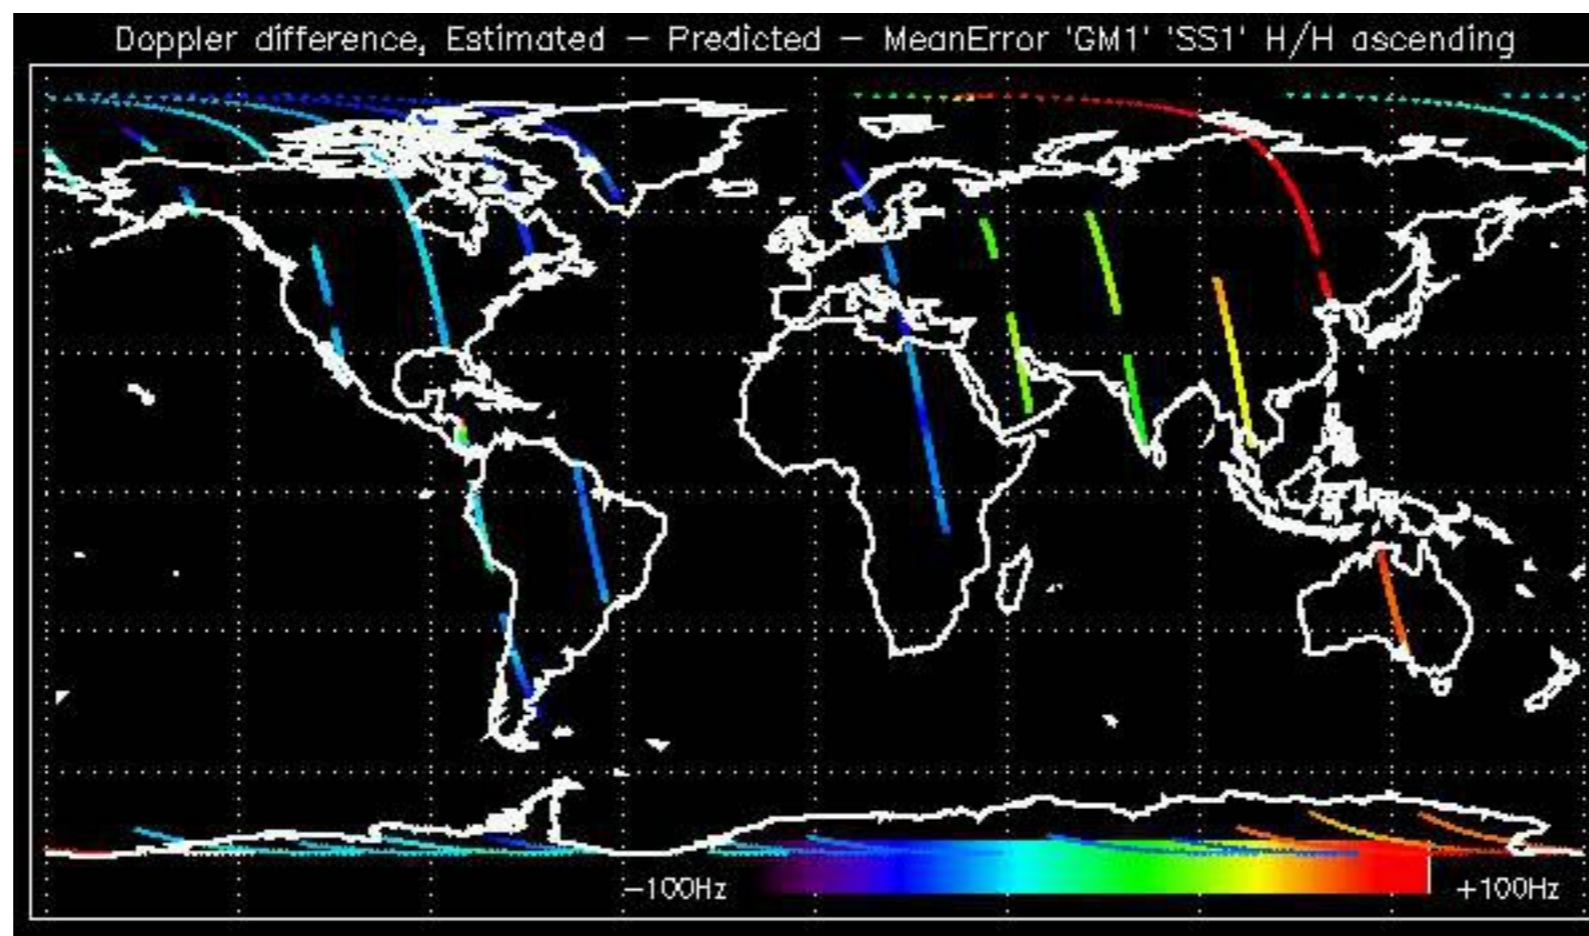 Doppler difference, Estimated – Predicted – MeanError 'GM1' 'SS1' H/H ascending
–100Hz
+100Hz